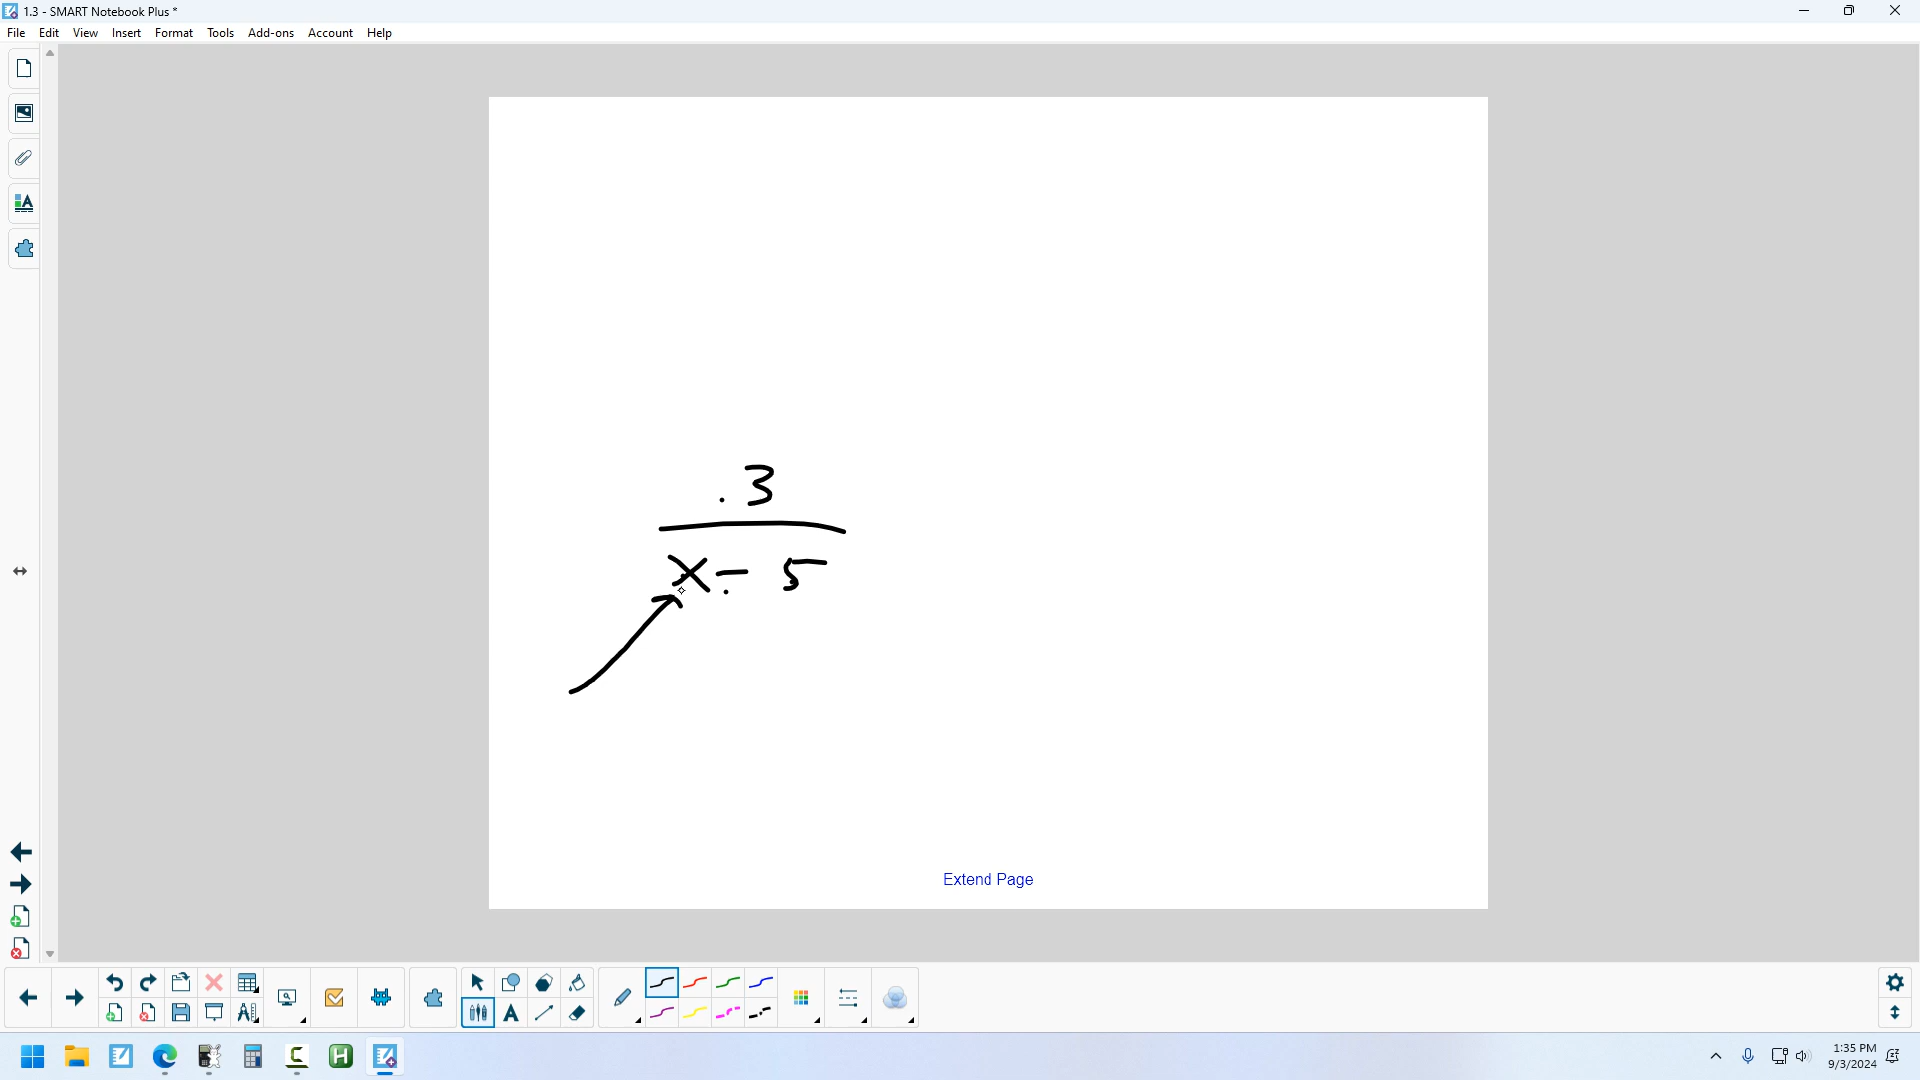 1.3 - SMART Notebook Plus *
File Edit View Insert Format Tools Add-ons Account Help
. 3
x - 5
Extend Page
1:35 PM
9/3/2024